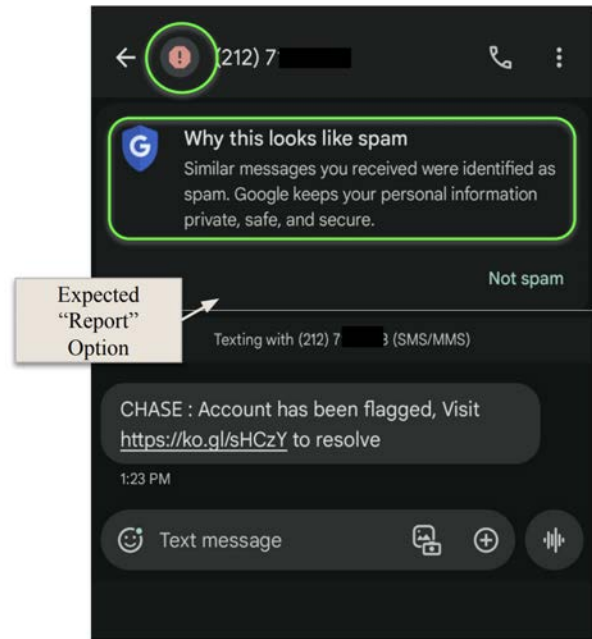 (212) 7
Why this looks like spam
Similar messages you received were identified as
spam. Google keeps your personal information
private, safe, and secure.
Not spam
Expected
“Report”
Option
Texting with (212) 7 3 (SMS/MMS)
CHASE : Account has been flagged, Visit
https://ko.gl/sHCzY to resolve
1:23 PM
Text message